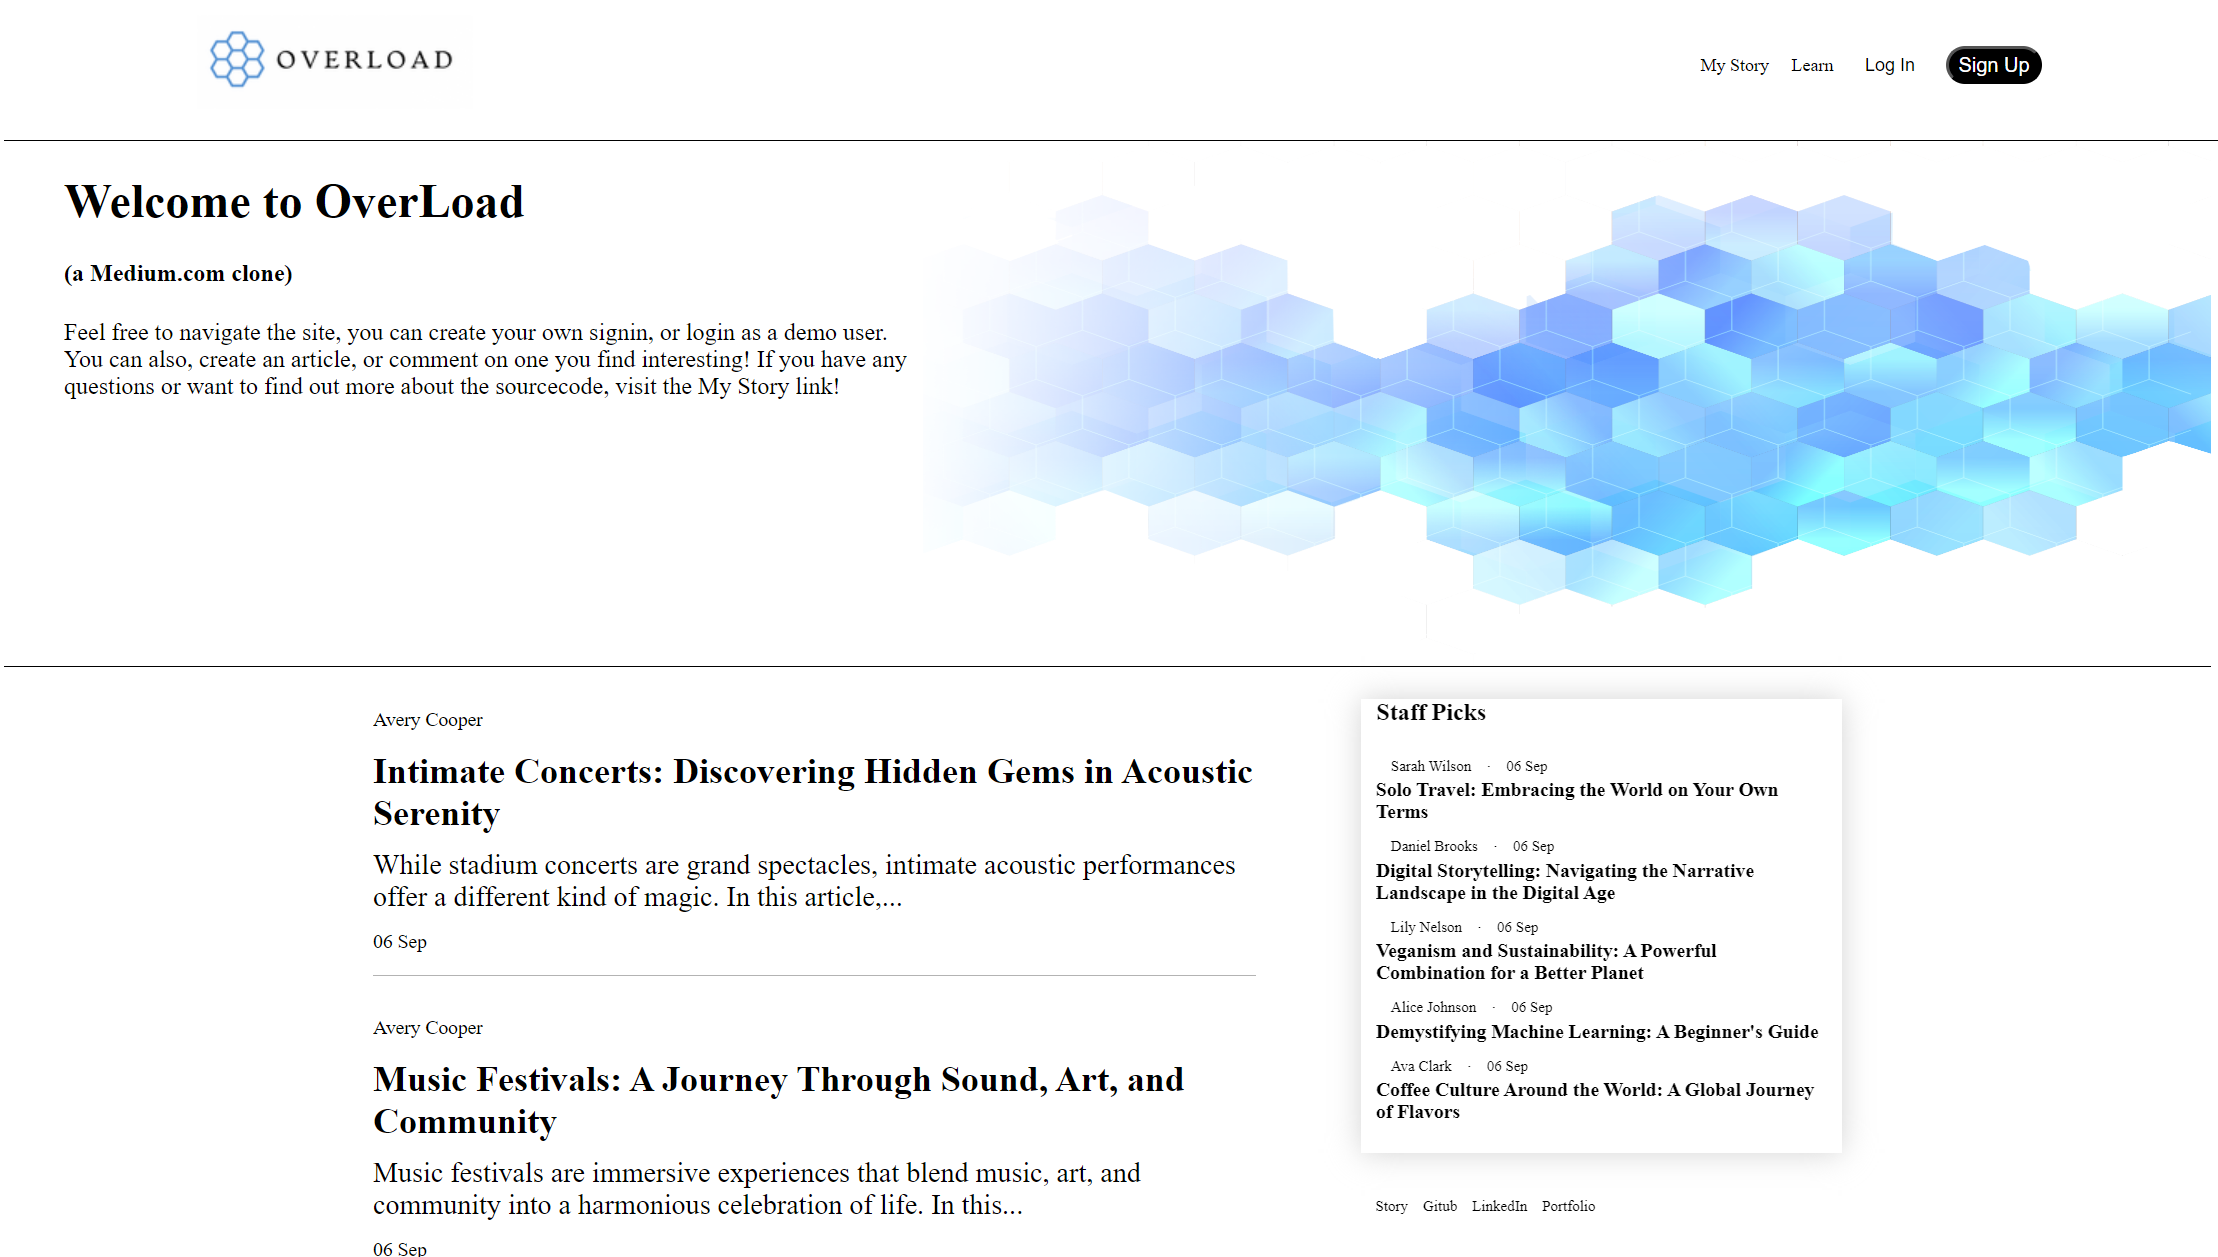 OVERLOAD
My Story Learn Log In Sign Up
Welcome to OverLoad
(a Medium.com clone)
Feel free to navigate the site, you can create your own signin, or login as a demo user.
You can also, create an article, or comment on one you find interesting! If you have any
questions or want to find out more about the sourcecode, visit the My Story link!
Avery Cooper
Intimate Concerts: Discovering Hidden Gems in Acoustic
Serenity
While stadium concerts are grand spectacles, intimate acoustic performances
offer a different kind of magic. In this article,...
06 Sep
Avery Cooper
Music Festivals: A Journey Through Sound, Art, and
Community
Music festivals are immersive experiences that blend music, art, and
community into a harmonious celebration of life. In this...
06 Sep
Staff Picks
Sarah Wilson · 06 Sep
Solo Travel: Embracing the World on Your Own
Terms
Daniel Brooks · 06 Sep
Digital Storytelling: Navigating the Narrative
Landscape in the Digital Age
Lily Nelson · 06 Sep
Veganism and Sustainability: A Powerful
Combination for a Better Planet
Alice Johnson · 06 Sep
Demystifying Machine Learning: A Beginner's Guide
Ava Clark · 06 Sep
Coffee Culture Around the World: A Global Journey
of Flavors
Story Gitub LinkedIn Portfolio